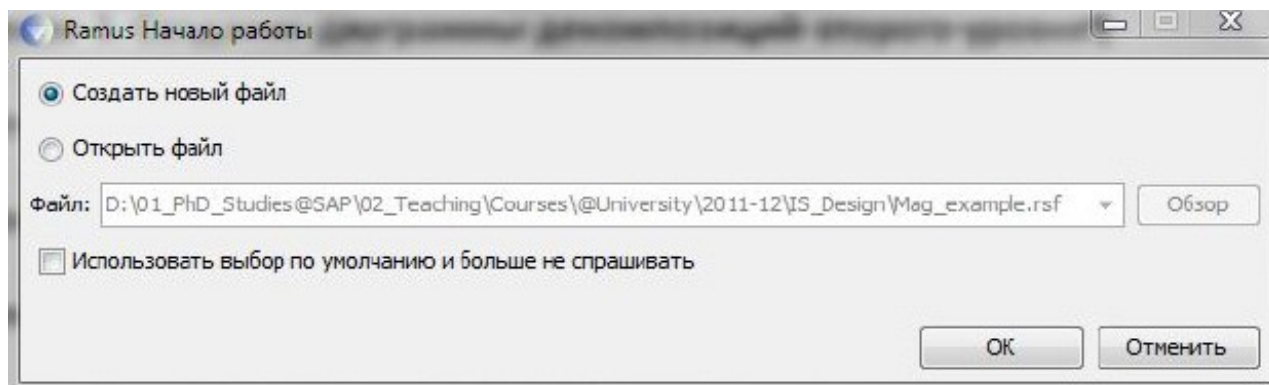 Ramus Начало работы
Создать новый файл
Открыть файл
Файл: D:\01_PhD_Studies@SAP\02_Teaching\Courses\@University\2011-12\IS_Design\Mag_example.rsf Обзор
Использовать выбор по умолчанию и больше не спрашивать
OK Отменить